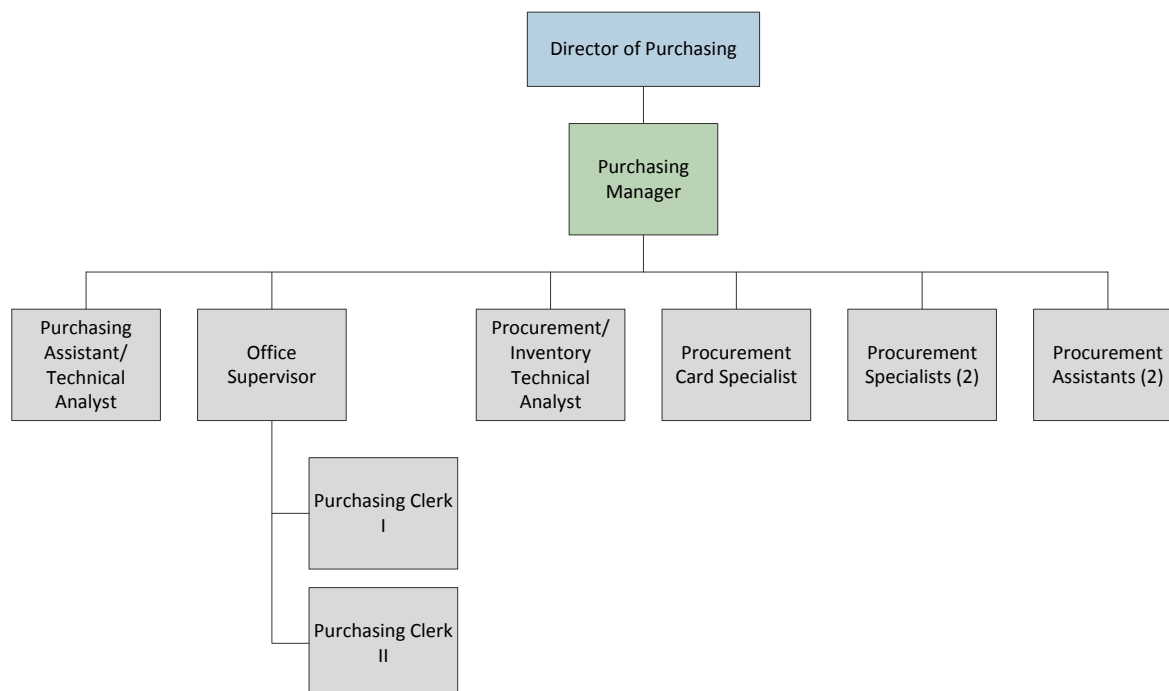 Director of Purchasing
Purchasing
Manager
Purchasing
Assistant/
Technical
Analyst
Office
Supervisor
Procurement/
Inventory
Technical
Analyst
Procurement
Card Specialist
Procurement
Specialists (2)
Procurement
Assistants (2)
Purchasing Clerk
I
Purchasing Clerk
II